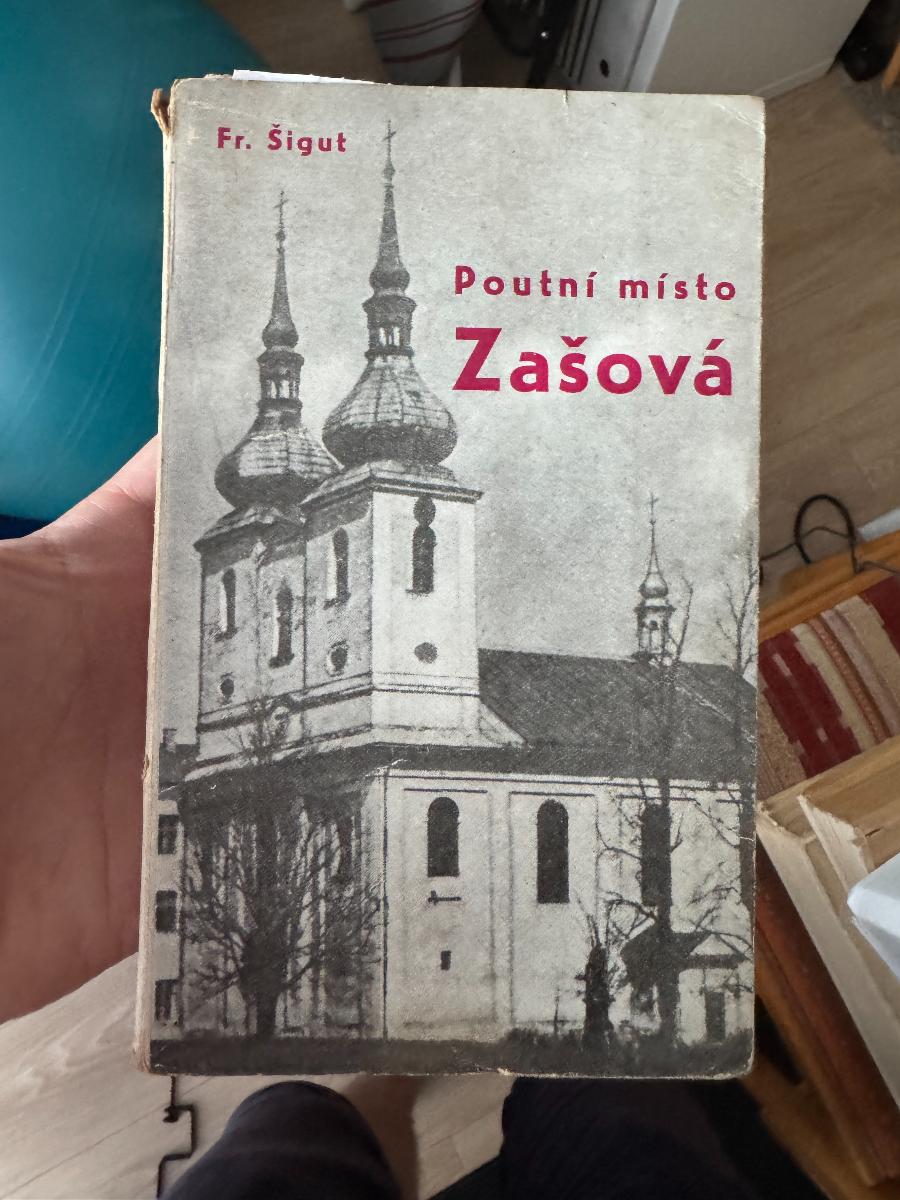 Fr. Šigut
Poutní místo
Zašová